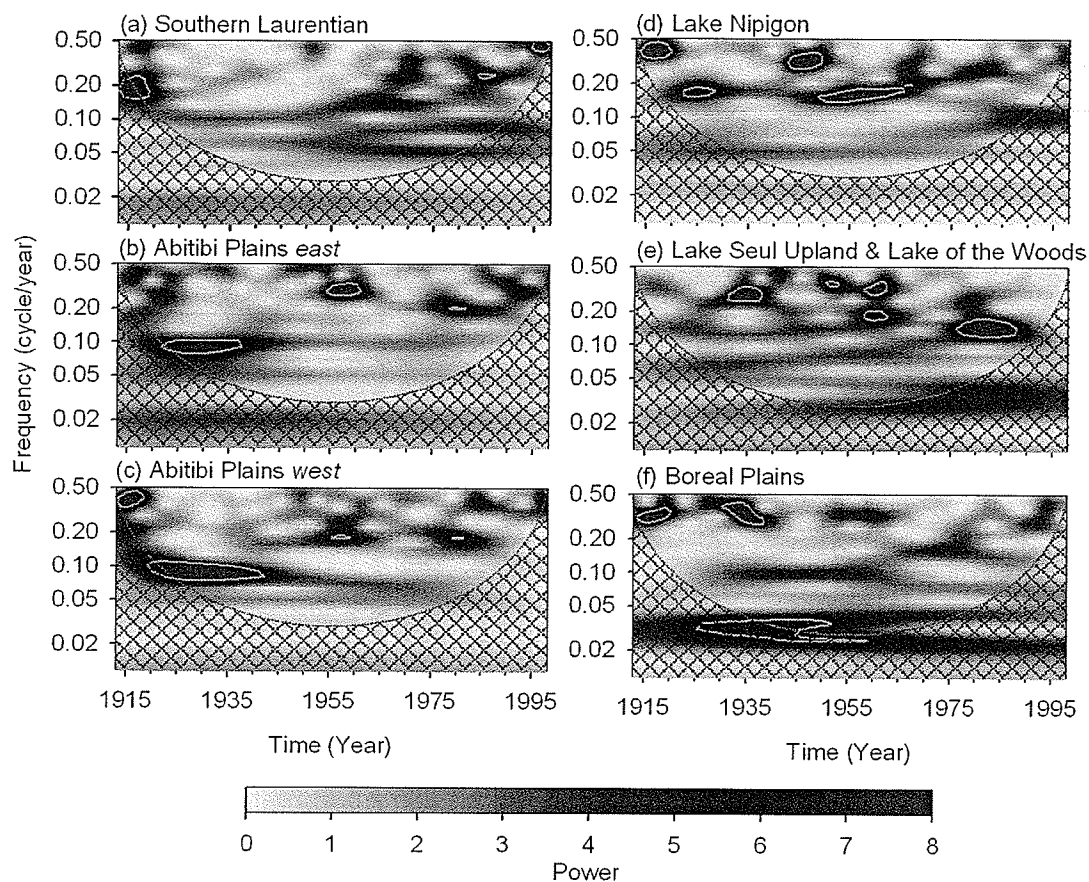 (a) Southern Laurentian
0.50
0.20
0.10
0.05
0.02
(d) Lake Nipigon
0.50
0.20
0.10
0.05
0.02
Frequency (cycle/year)
(b) Abitibi Plains east
0.50
0.20
0.10
0.05
0.02
(e) Lake Seul Upland & Lake of the Woods
0.50
0.20
0.10
0.05
0.02
(c) Abitibi Plains west
0.50
0.20
0.10
0.05
0.02
1915 1935 1955 1975 1995
Time (Year)
(f) Boreal Plains
0.50
0.20
0.10
0.05
0.02
1915 1935 1955 1975 1995
Time (Year)
0 1 2 3 4 5 6 7 8
Power